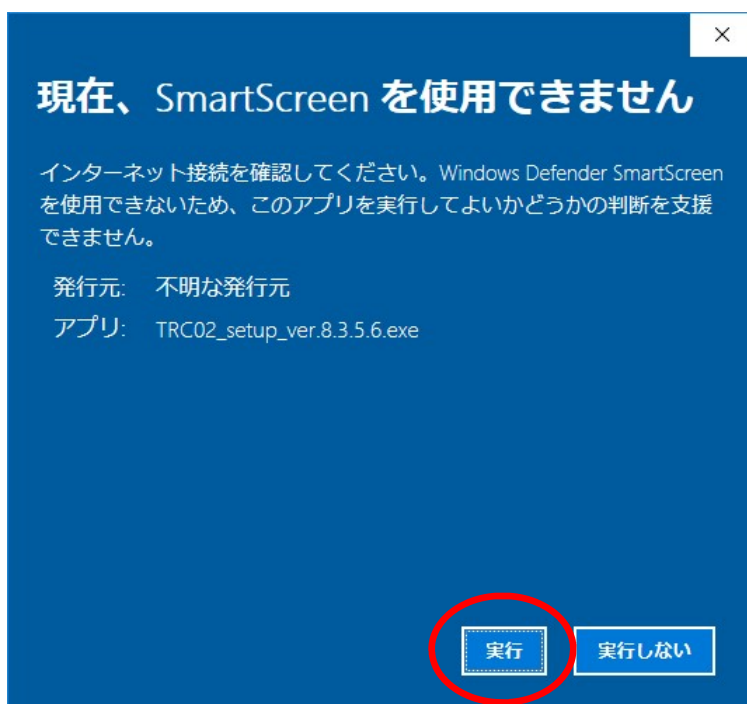 現在、SmartScreen を使用できません
インターネット接続を確認してください。Windows Defender SmartScreen
を使用できないため、このアプリを実行してよいかどうかの判断を支援
できません。
発行元: 不明な発行元
アプリ: TRC02_setup_ver.8.3.5.6.exe
実行 実行しない